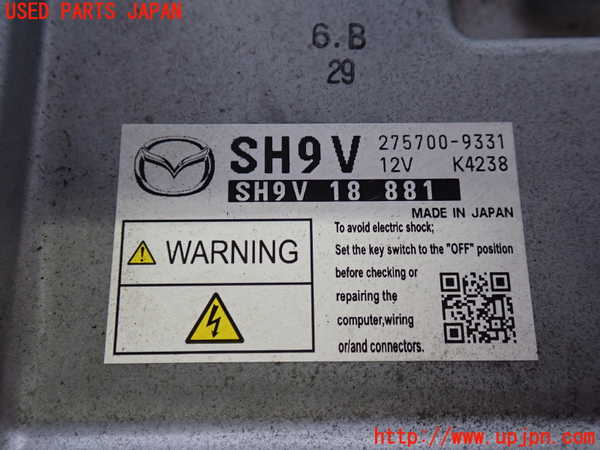 USED PARTS JAPAN
6.B
29
SH9V 275700-9331
12V K4238
SH9V 18 881
MADE IN JAPAN
WARNING
To avoid electric shock;
Set the key switch to the "OFF" position
before checking or
repairing the
computer,wiring
or/and connectors.
http://www.upjpn.com/